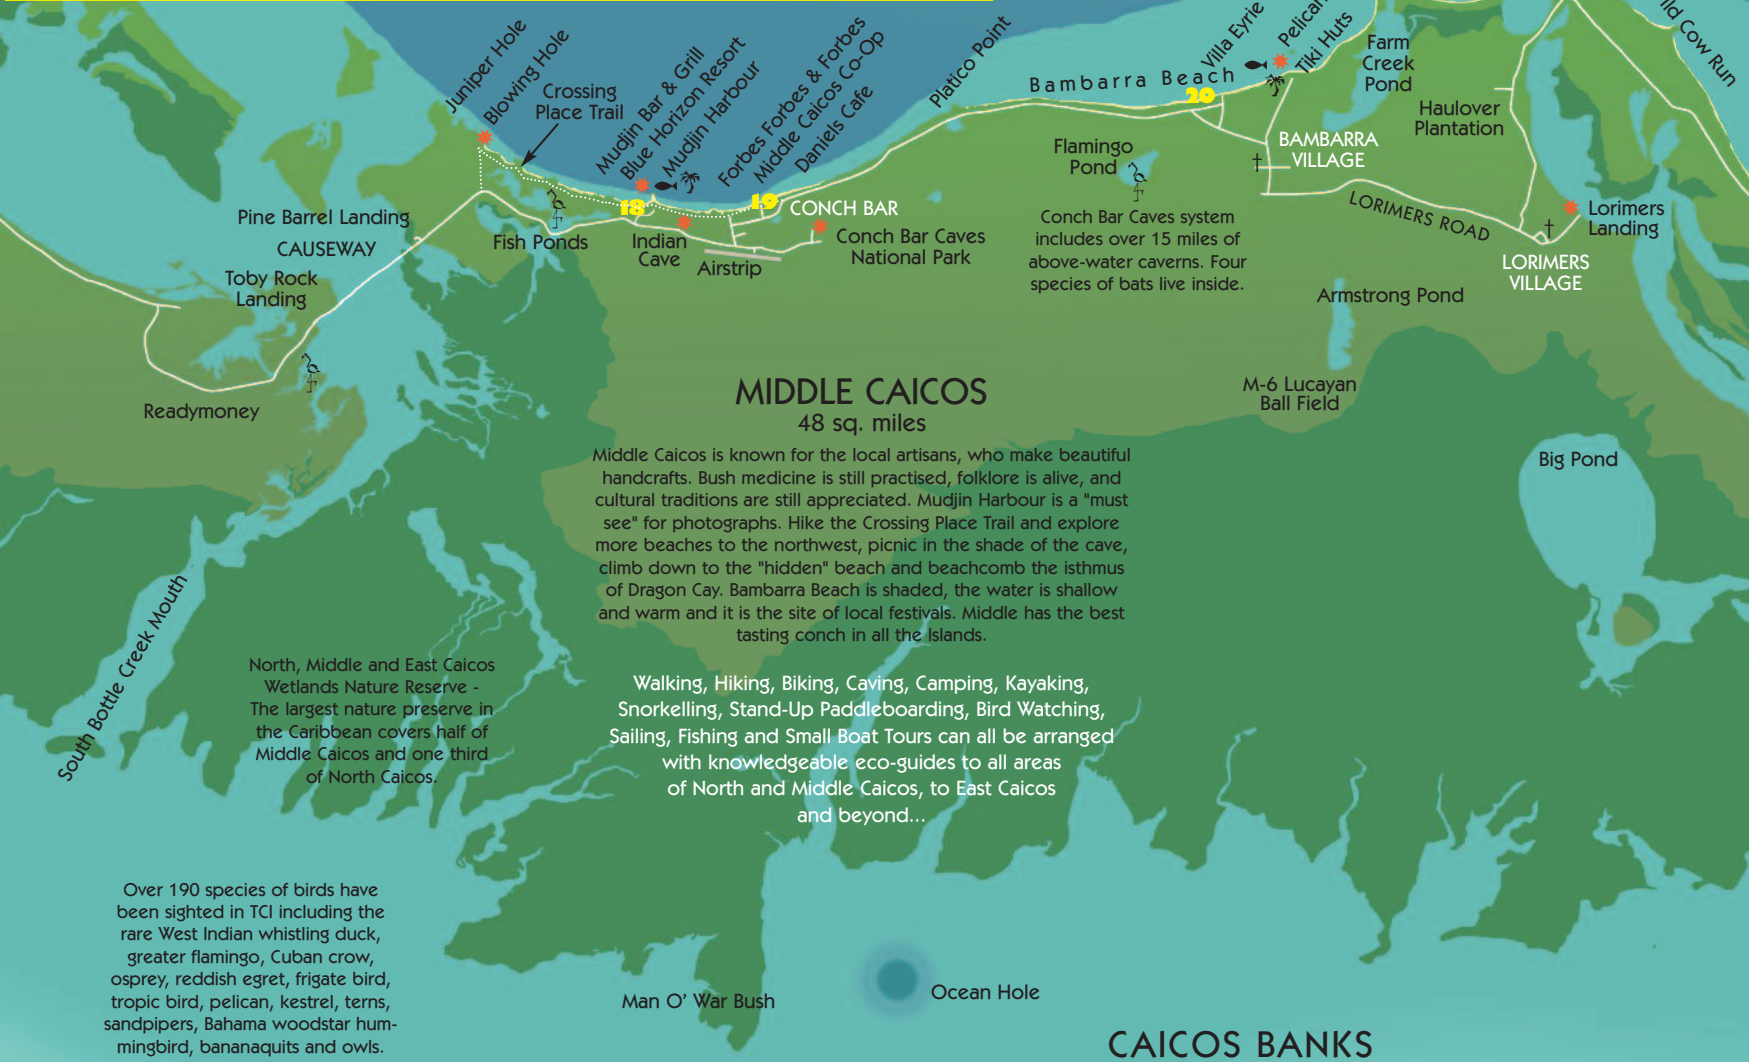 Juniper Hole
Blowing Hole
Crossing
Place Trail
Mudjin Bar & Grill
Blue Horizon Resort
Mudjin Harbour
Forbes Forbes & Forbes
Middle Caicos Co-Op
Daniels Cafe
Platico Point
Bambarra Beach
Villa Eyrie
Pelican
Tiki Huts
Farm
Creek
Pond
ild Cow Run
Haulover
Plantation
18
19
20
BAMBARRA
VILLAGE
Flamingo
Pond
Pine Barrel Landing
CAUSEWAY
Toby Rock
Landing
Fish Ponds
Indian
Cave
Airstrip
CONCH BAR
Conch Bar Caves
National Park
Conch Bar Caves system
includes over 15 miles of
above-water caverns. Four
species of bats live inside.
LORIMERS ROAD
Lorimers
Landing
LORIMERS
VILLAGE
Armstrong Pond
Readymoney
M-6 Lucayan
Ball Field
Big Pond
MIDDLE CAICOS
48 sq. miles
Middle Caicos is known for the local artisans, who make beautiful
handcrafts. Bush medicine is still practised, folklore is alive, and
cultural traditions are still appreciated. Mudjin Harbour is a "must
see" for photographs. Hike the Crossing Place Trail and explore
more beaches to the northwest, picnic in the shade of the cave,
climb down to the "hidden" beach and beachcomb the isthmus
of Dragon Cay. Bambarra Beach is shaded, the water is shallow
and warm and it is the site of local festivals. Middle has the best
tasting conch in all the Islands.
Walking, Hiking, Biking, Caving, Camping, Kayaking,
Snorkelling, Stand-Up Paddleboarding, Bird Watching,
Sailing, Fishing and Small Boat Tours can all be arranged
with knowledgeable eco-guides to all areas
of North and Middle Caicos, to East Caicos
and beyond...
South Bottle Creek Mouth
North, Middle and East Caicos
Wetlands Nature Reserve -
The largest nature preserve in
the Caribbean covers half of
Middle Caicos and one third
of North Caicos.
Over 190 species of birds have
been sighted in TCI including the
rare West Indian whistling duck,
greater flamingo, Cuban crow,
osprey, reddish egret, frigate bird,
tropic bird, pelican, kestrel, terns,
sandpipers, Bahama woodstar hum-
mingbird, bananaquits and owls.
Man O' War Bush
Ocean Hole
CAICOS BANKS